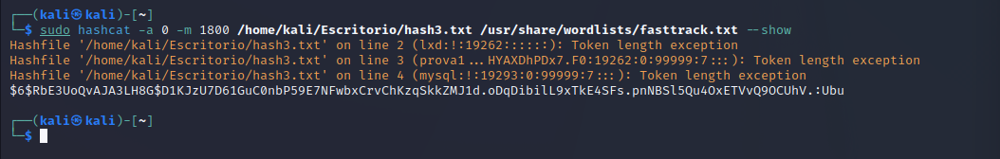 ┌──(kali㉿kali)-[~]
└─$ sudo hashcat -a 0 -m 1800 /home/kali/Escritorio/hash3.txt /usr/share/wordlists/fasttrack.txt --show
Hashfile '/home/kali/Escritorio/hash3.txt' on line 2 (lxd:!:19262::::::): Token length exception
Hashfile '/home/kali/Escritorio/hash3.txt' on line 3 (prova1...HYAXDhPDx7.F0:19262:0:99999:7:::): Token length exception
Hashfile '/home/kali/Escritorio/hash3.txt' on line 4 (mysql:!:19293:0:99999:7:::): Token length exception
$6$RbE3UoQvAJA3LH8G$D1KJzU7D61GuC0nbP59E7NFwbxCrvChKzqSkkZMJ1d.oDqDibilL9xTkE4SFs.pnNBSl5Qu4OxETVvQ9OCUhV.:Ubu
┌──(kali㉿kali)-[~]
└─$